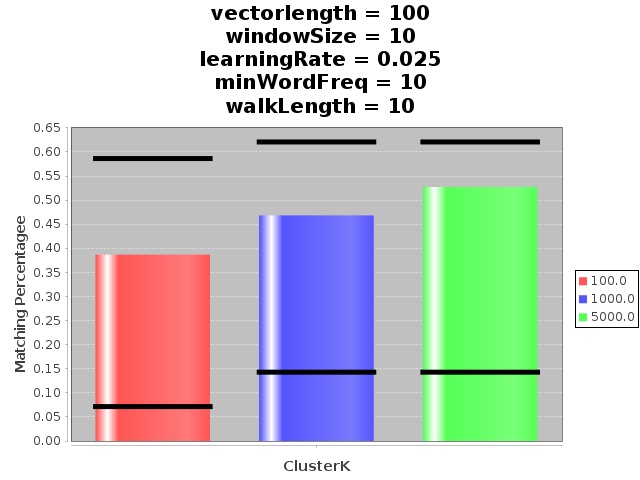 vectorlength = 100
windowSize = 10
learningRate = 0.025
minWordFreq = 10
walkLength = 10
0.65
0.60
0.55
0.50
0.45
0.40
0.35
0.30
0.25
0.20
0.15
0.10
0.05
0.00
Matching Percentagee
ClusterK
100.0
1000.0
5000.0